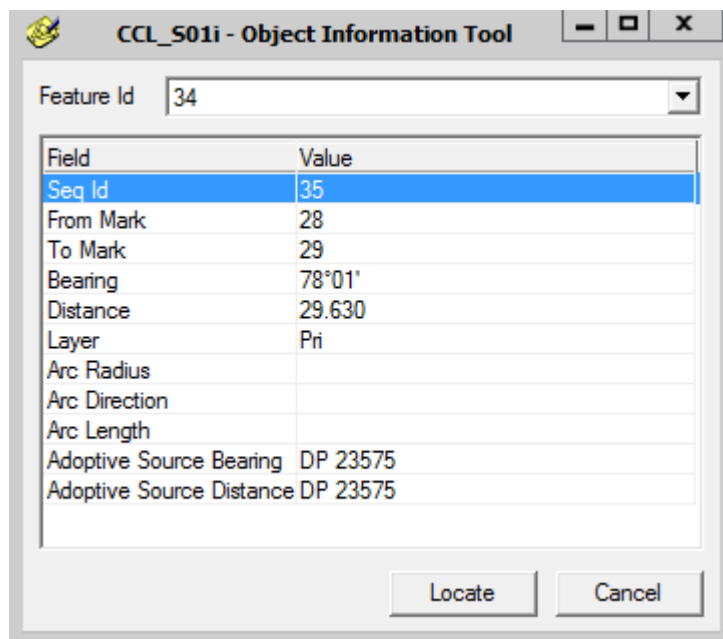 CCL_S01i - Object Information Tool
Feature Id 34
Field Value
Seq Id 35
From Mark 28
To Mark 29
Bearing 78°01'
Distance 29.630
Layer Pri
Arc Radius
Arc Direction
Arc Length
Adoptive Source Bearing DP 23575
Adoptive Source Distance DP 23575
Locate Cancel